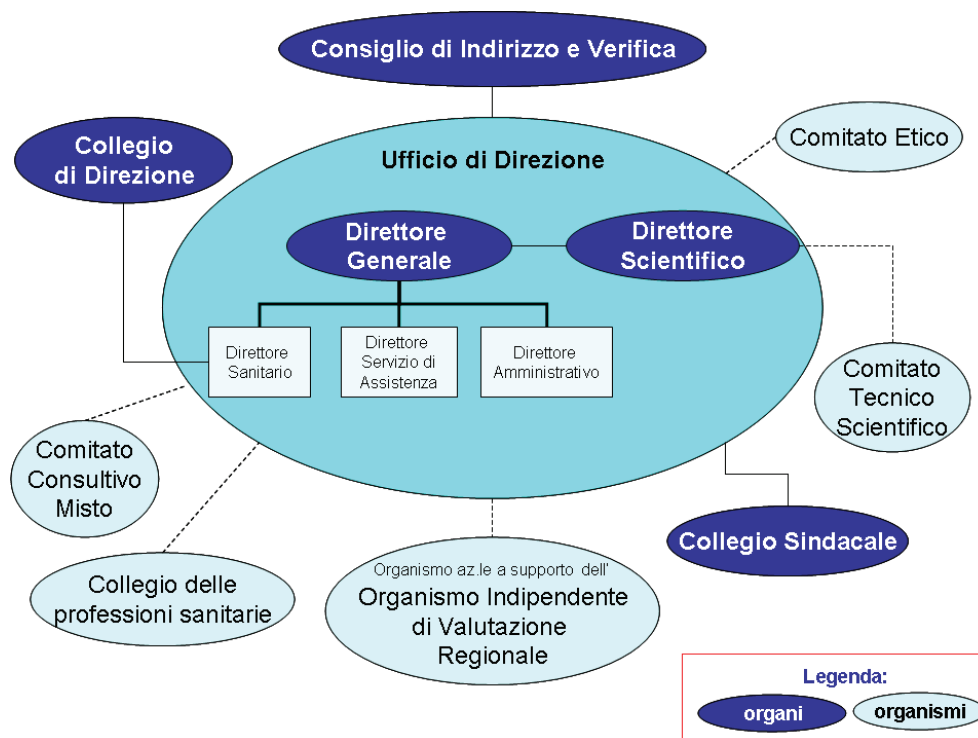 Consiglio di Indirizzo e Verifica
Collegio
di Direzione
Ufficio di Direzione
Comitato Etico
Direttore
Generale
Direttore
Scientifico
Direttore
Sanitario
Direttore
Servizio di
Assistenza
Direttore
Amministrativo
Comitato
Tecnico
Scientifico
Comitato
Consultivo
Misto
Collegio Sindacale
Collegio delle
professioni sanitarie
Organismo az.le a supporto dell'
Organismo Indipendente
di Valutazione
Regionale
Legenda:
organi
organismi